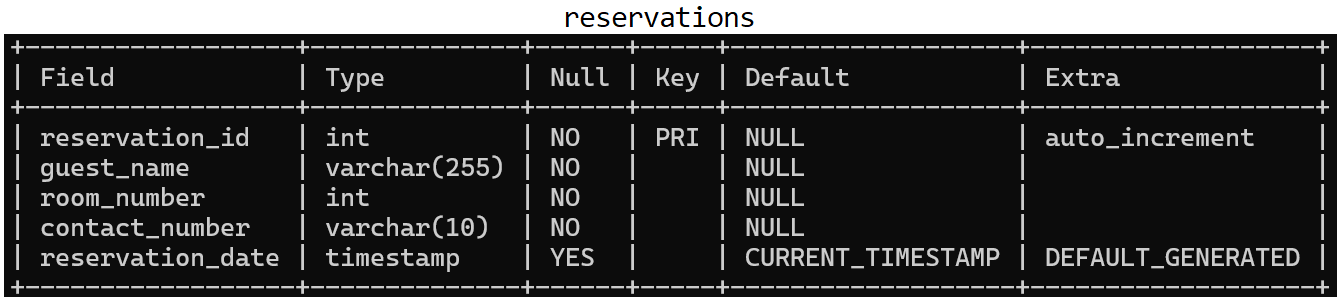 reservations
+------------------+--------------+------+-----+-------------------+-------------------+
| Field            | Type         | Null | Key | Default           | Extra             |
+------------------+--------------+------+-----+-------------------+-------------------+
| reservation_id   | int          | NO   | PRI | NULL              | auto_increment    |
| guest_name       | varchar(255) | NO   |     | NULL              |                   |
| room_number      | int          | NO   |     | NULL              |                   |
| contact_number   | varchar(10)  | NO   |     | NULL              |                   |
| reservation_date | timestamp    | YES  |     | CURRENT_TIMESTAMP | DEFAULT_GENERATED |
+------------------+--------------+------+-----+-------------------+-------------------+